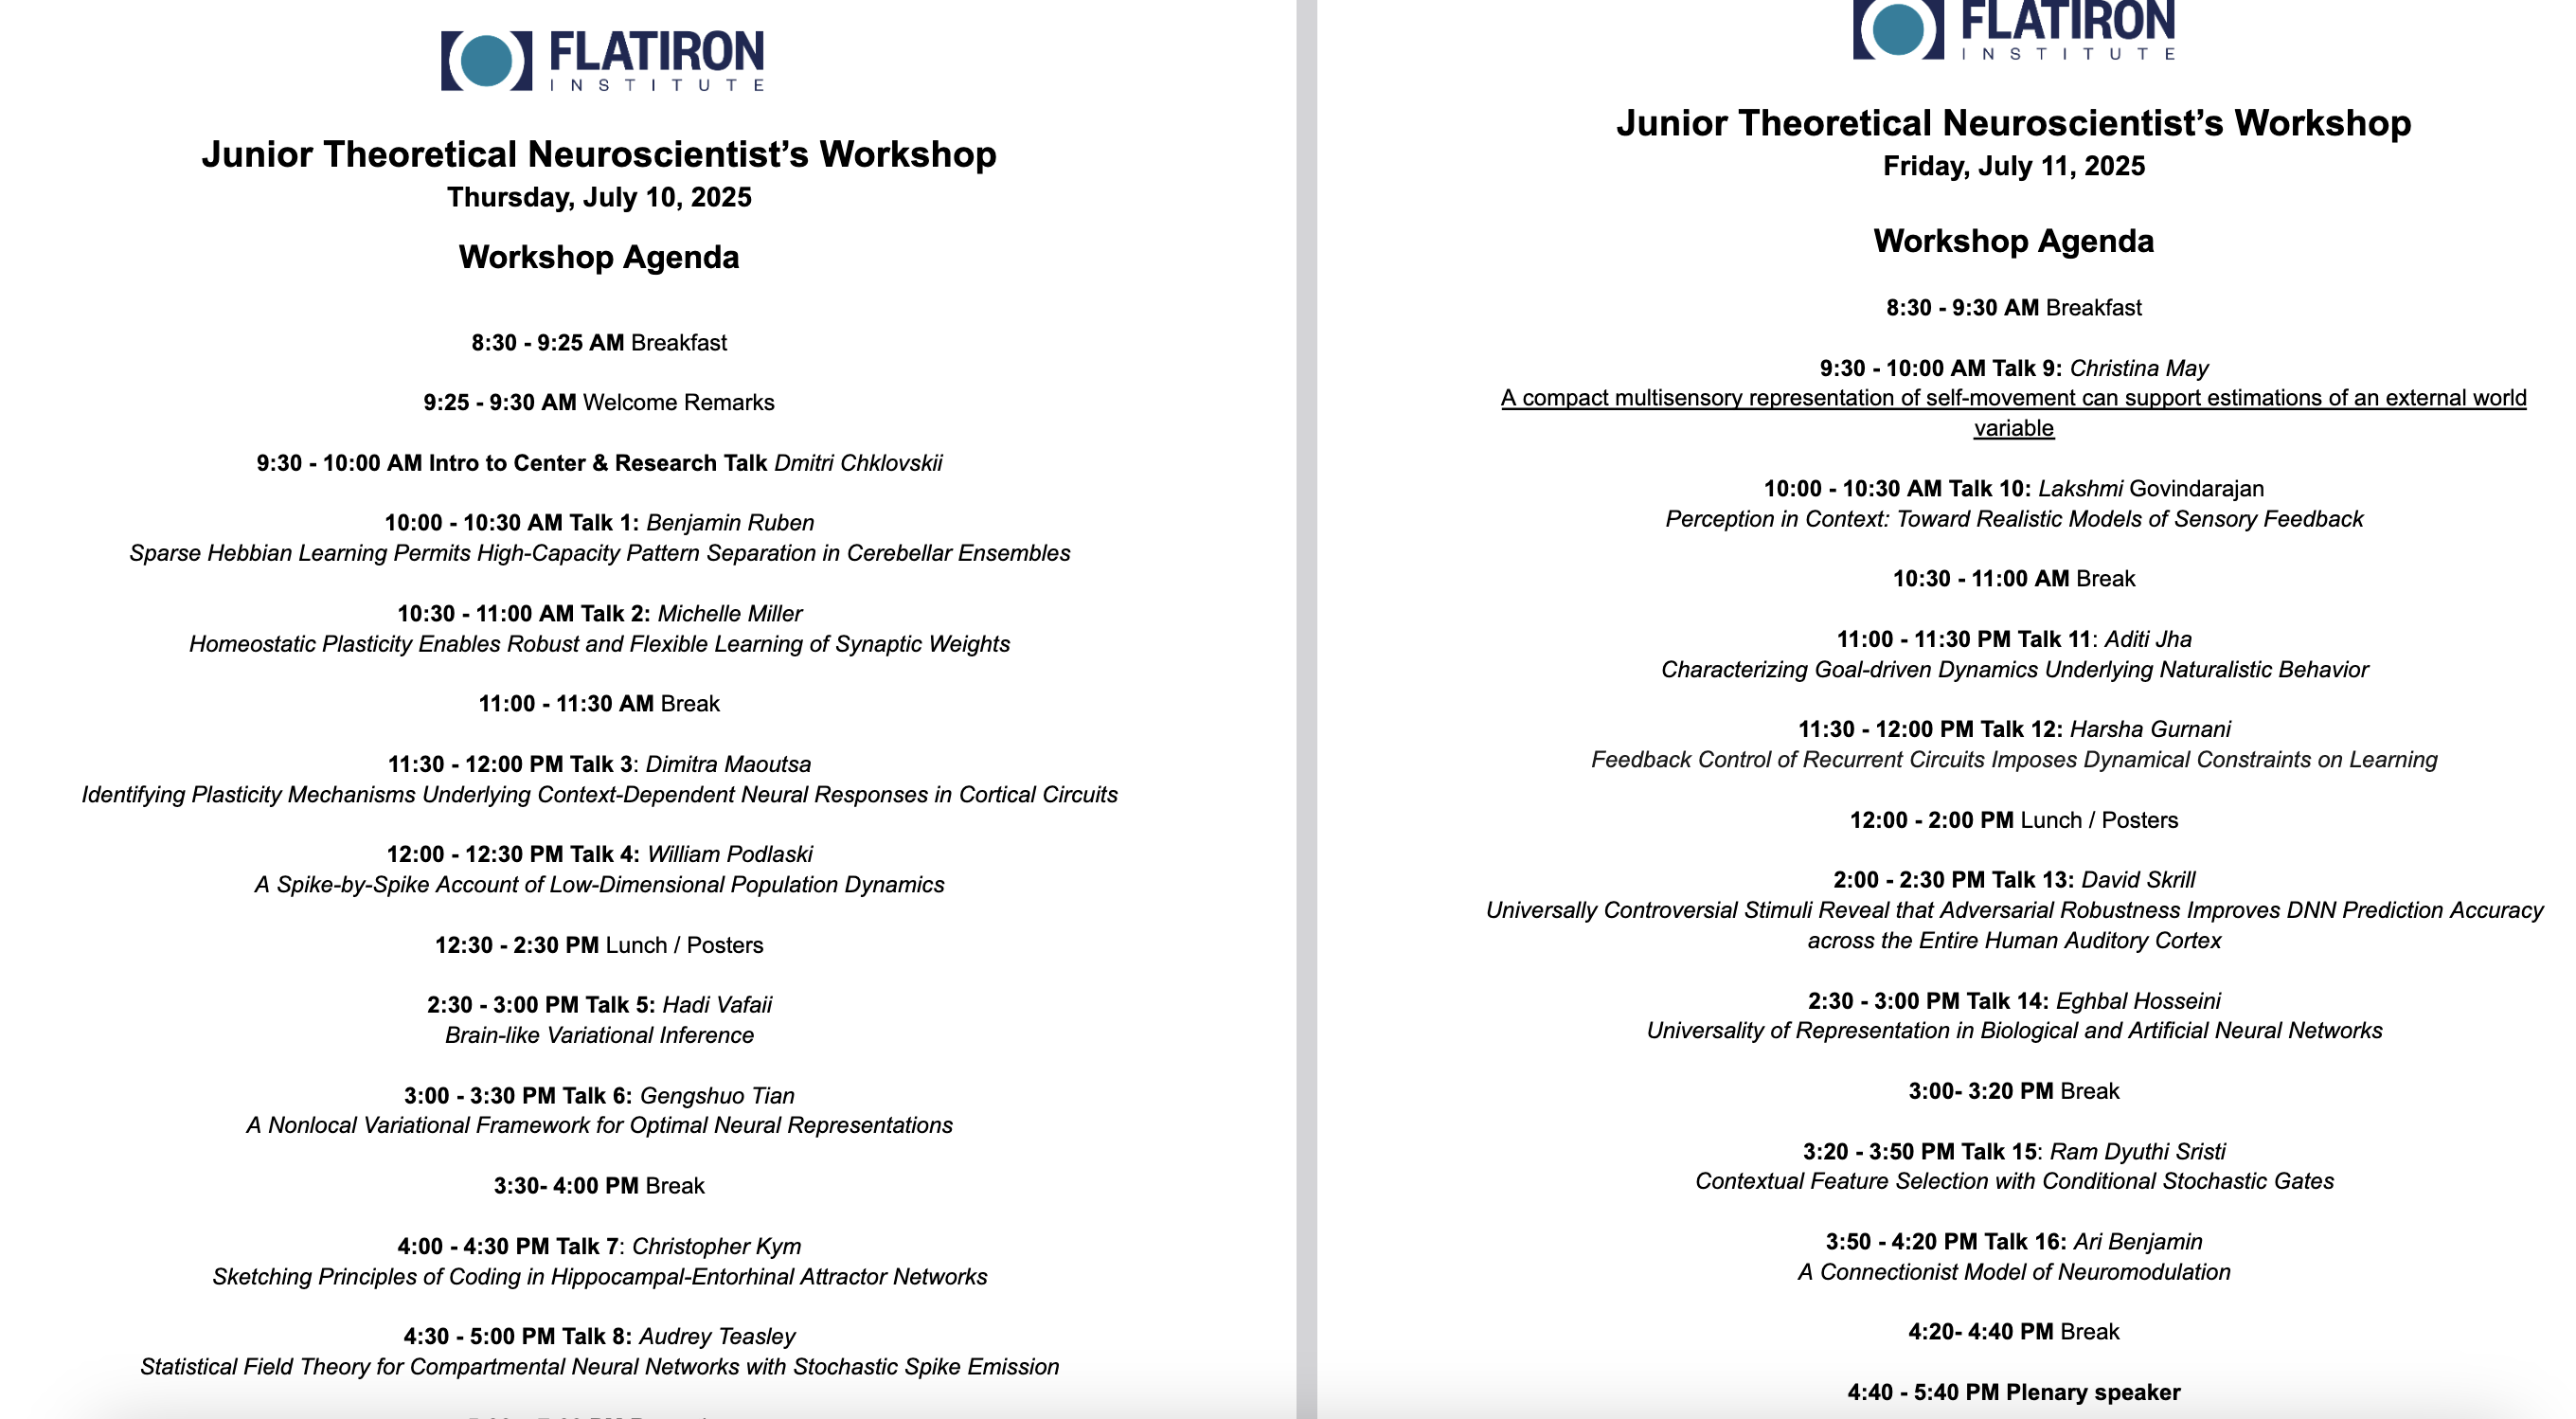 FLATIRON
INSTITUTE
Junior Theoretical Neuroscientist’s Workshop
Thursday, July 10, 2025
Workshop Agenda
8:30 - 9:25 AM Breakfast
9:25 - 9:30 AM Welcome Remarks
9:30 - 10:00 AM Intro to Center & Research Talk Dmitri Chklovskii
10:00 - 10:30 AM Talk 1: Benjamin Ruben
Sparse Hebbian Learning Permits High-Capacity Pattern Separation in Cerebellar Ensembles
10:30 - 11:00 AM Talk 2: Michelle Miller
Homeostatic Plasticity Enables Robust and Flexible Learning of Synaptic Weights
11:00 - 11:30 AM Break
11:30 - 12:00 PM Talk 3: Dimitra Maoutsa
Identifying Plasticity Mechanisms Underlying Context-Dependent Neural Responses in Cortical Circuits
12:00 - 12:30 PM Talk 4: William Podlaski
A Spike-by-Spike Account of Low-Dimensional Population Dynamics
12:30 - 2:30 PM Lunch / Posters
2:30 - 3:00 PM Talk 5: Hadi Vafaii
Brain-like Variational Inference
3:00 - 3:30 PM Talk 6: Gengshuo Tian
A Nonlocal Variational Framework for Optimal Neural Representations
3:30- 4:00 PM Break
4:00 - 4:30 PM Talk 7: Christopher Kym
Sketching Principles of Coding in Hippocampal-Entorhinal Attractor Networks
4:30 - 5:00 PM Talk 8: Audrey Teasley
Statistical Field Theory for Compartmental Neural Networks with Stochastic Spike Emission
FLATIRON
INSTITUTE
Junior Theoretical Neuroscientist’s Workshop
Friday, July 11, 2025
Workshop Agenda
8:30 - 9:30 AM Breakfast
9:30 - 10:00 AM Talk 9: Christina May
A compact multisensory representation of self-movement can support estimations of an external world
variable
10:00 - 10:30 AM Talk 10: Lakshmi Govindarajan
Perception in Context: Toward Realistic Models of Sensory Feedback
10:30 - 11:00 AM Break
11:00 - 11:30 PM Talk 11: Aditi Jha
Characterizing Goal-driven Dynamics Underlying Naturalistic Behavior
11:30 - 12:00 PM Talk 12: Harsha Gurnani
Feedback Control of Recurrent Circuits Imposes Dynamical Constraints on Learning
12:00 - 2:00 PM Lunch / Posters
2:00 - 2:30 PM Talk 13: David Skrill
Universally Controversial Stimuli Reveal that Adversarial Robustness Improves DNN Prediction Accuracy
across the Entire Human Auditory Cortex
2:30 - 3:00 PM Talk 14: Eghbal Hosseini
Universality of Representation in Biological and Artificial Neural Networks
3:00- 3:20 PM Break
3:20 - 3:50 PM Talk 15: Ram Dyuthi Sristi
Contextual Feature Selection with Conditional Stochastic Gates
3:50 - 4:20 PM Talk 16: Ari Benjamin
A Connectionist Model of Neuromodulation
4:20- 4:40 PM Break
4:40 - 5:40 PM Plenary speaker